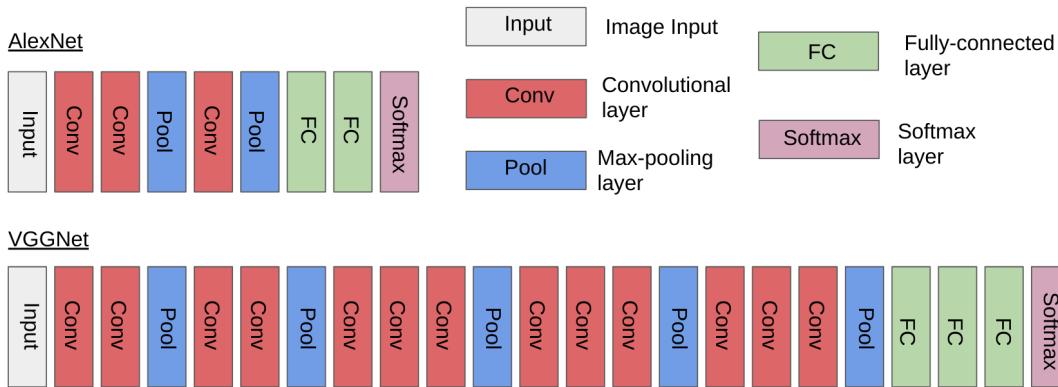 AlexNet
Input
Conv
Conv
Pool
Conv
Pool
FC
FC
Softmax
Input
Image Input
Conv
Convolutional
layer
Pool
Max-pooling
layer
FC
Fully-connected
layer
Softmax
Softmax
layer
VGGNet
Input
Conv
Conv
Pool
Conv
Conv
Pool
Conv
Conv
Conv
Pool
Conv
Conv
Conv
Pool
Conv
Conv
Conv
Pool
FC
FC
FC
Softmax